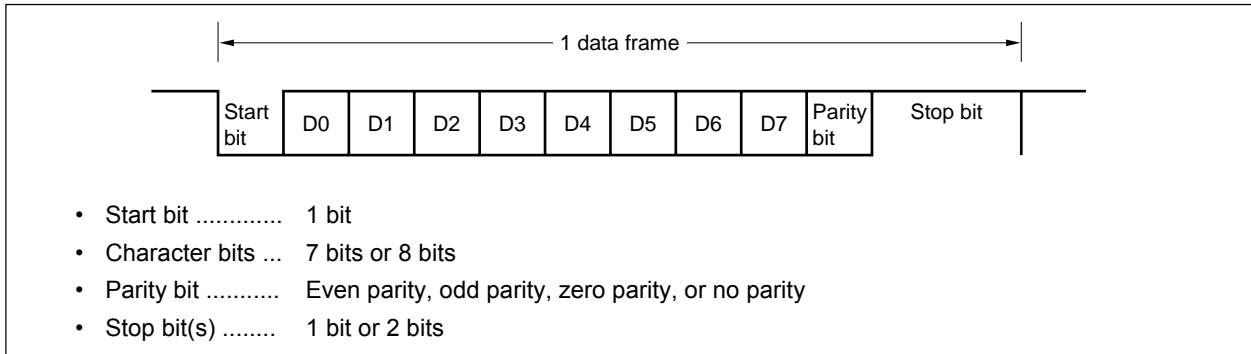 1 data frame
Start bit D0 D1 D2 D3 D4 D5 D6 D7 Parity bit Stop bit
• Start bit ............. 1 bit
• Character bits ... 7 bits or 8 bits
• Parity bit ........... Even parity, odd parity, zero parity, or no parity
• Stop bit(s) ........ 1 bit or 2 bits